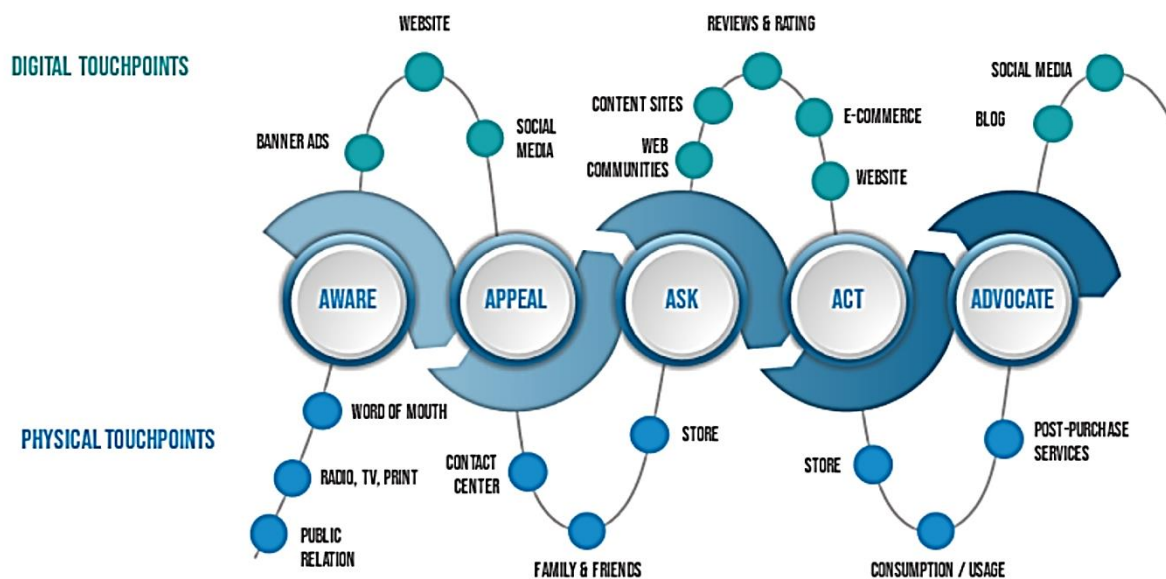 WEBSITE
REVIEWS & RATING
DIGITAL TOUCHPOINTS
SOCIAL MEDIA
CONTENT SITES
E-COMMERCE
BLOG
BANNER ADS
SOCIAL
MEDIA
WEB
COMMUNITIES
WEBSITE
AWARE
APPEAL
ASK
ACT
ADVOCATE
WORD OF MOUTH
PHYSICAL TOUCHPOINTS
STORE
POST-PURCHASE
SERVICES
RADIO, TV, PRINT
CONTACT
CENTER
STORE
PUBLIC
RELATION
FAMILY & FRIENDS
CONSUMPTION / USAGE